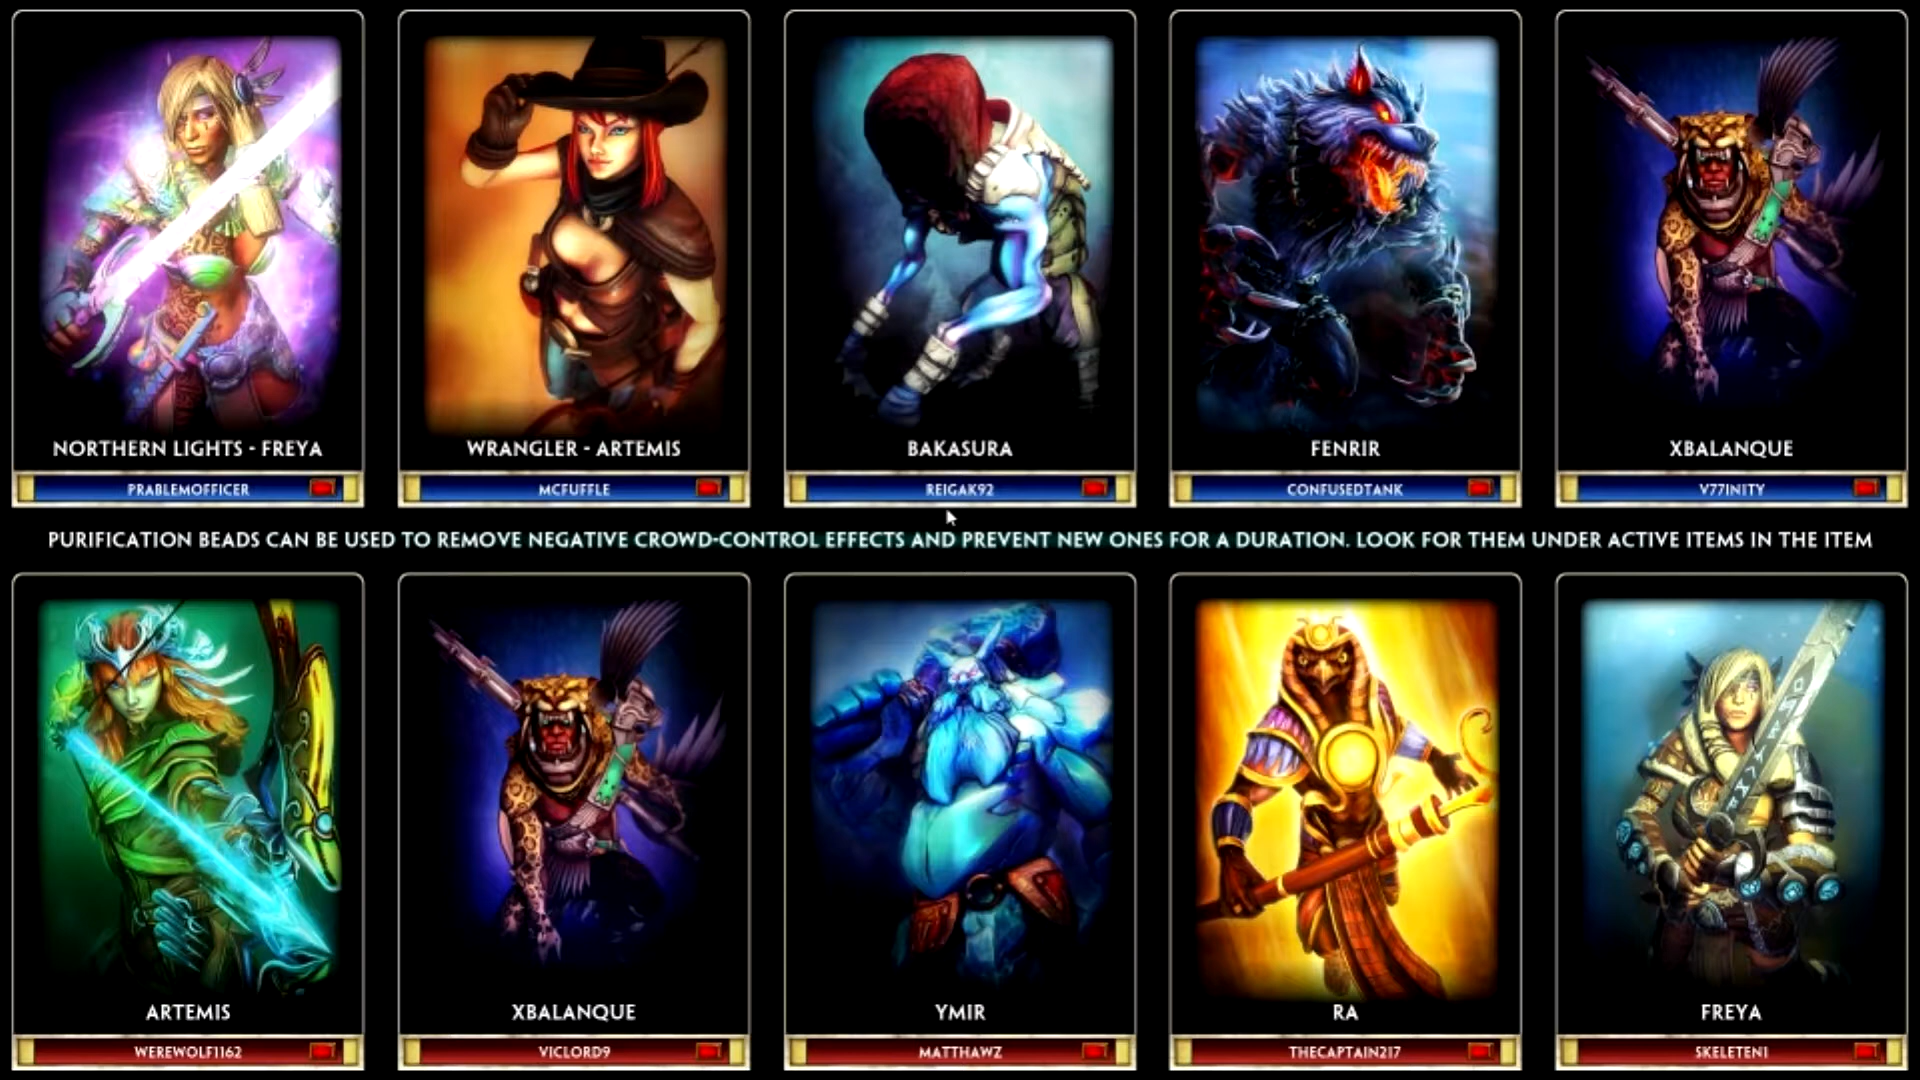 NORTHERN LIGHTS - FREYA
WRANGLER - ARTEMIS
BAKASURA
FENRIR
XBALANQUE
PRABLEMOFFICER
MCFUFFLE
REIGAK92
CONFUSEDTANK
V77INITY
PURIFICATION BEADS CAN BE USED TO REMOVE NEGATIVE CROWD-CONTROL EFFECTS AND PREVENT NEW ONES FOR A DURATION. LOOK FOR THEM UNDER ACTIVE ITEMS IN THE ITEM
ARTEMIS
XBALANQUE
YMIR
RA
FREYA
WEREWOLF1162
VICLORD9
MATTHAWZ
THECAPTAIN217
SKELETEN1